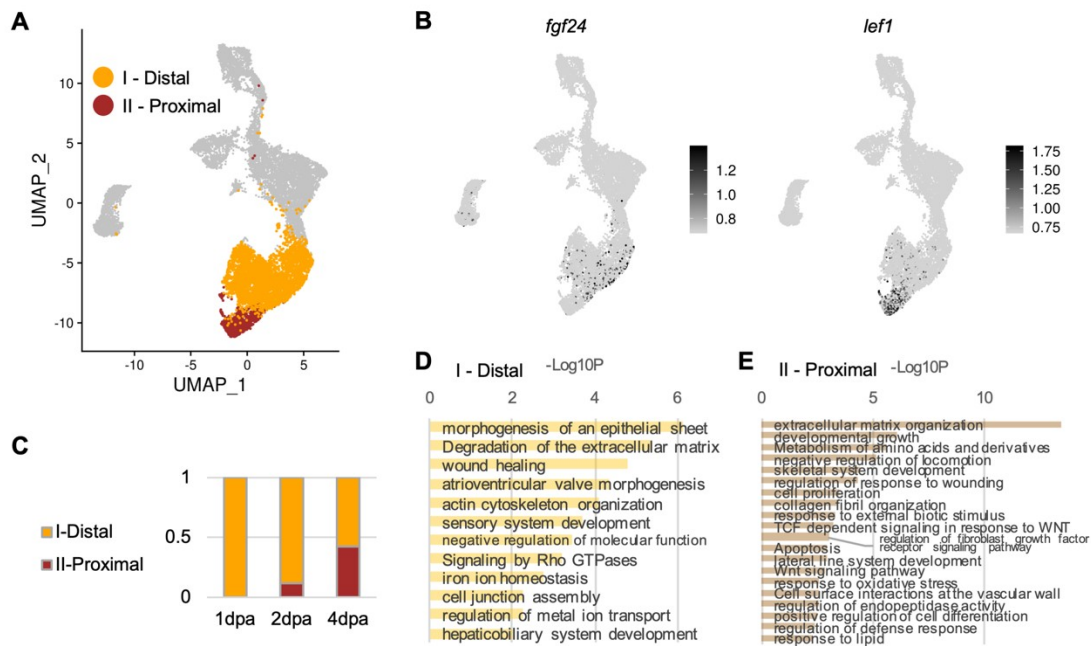 A
I - Distal
II - Proximal
10
5
0
-5
-10
UMAP_2
-10
-5
0
5
UMAP_1
B
fgf24
1.2
1.0
0.8
lef1
1.75
1.50
1.25
1.00
0.75
C
I-Distal
II-Proximal
1
0.5
0
1dpa
2dpa
4dpa
D
I - Distal
-Log10P
0
2
4
6
morphogenesis of an epithelial sheet
Degradation of the extracellular matrix
wound healing
atrioventricular valve morphogenesis
actin cytoskeleton organization
sensory system development
negative regulation of molecular function
Signaling by Rho GTPases
iron ion homeostasis
cell junction assembly
regulation of metal ion transport
hepaticobiliary system development
E
II - Proximal
-Log10P
0
5
10
extracellular matrix organization
developmental growth
Metabolism of amino acids and derivatives
negative regulation of locomotion
skeletal system development
regulation of response to wounding
cell proliferation
collagen fibril organization
response to external biotic stimulus
TCF dependent signaling in response to WNT
regulation of fibroblast growth factor
receptor signaling pathway
Apoptosis
lateral line system development
Wnt signaling pathway
response to oxidative stress
Cell surface interactions at the vascular wall
regulation of endopeptidase activity
positive regulation of cell differentiation
regulation of defense response
response to lipid